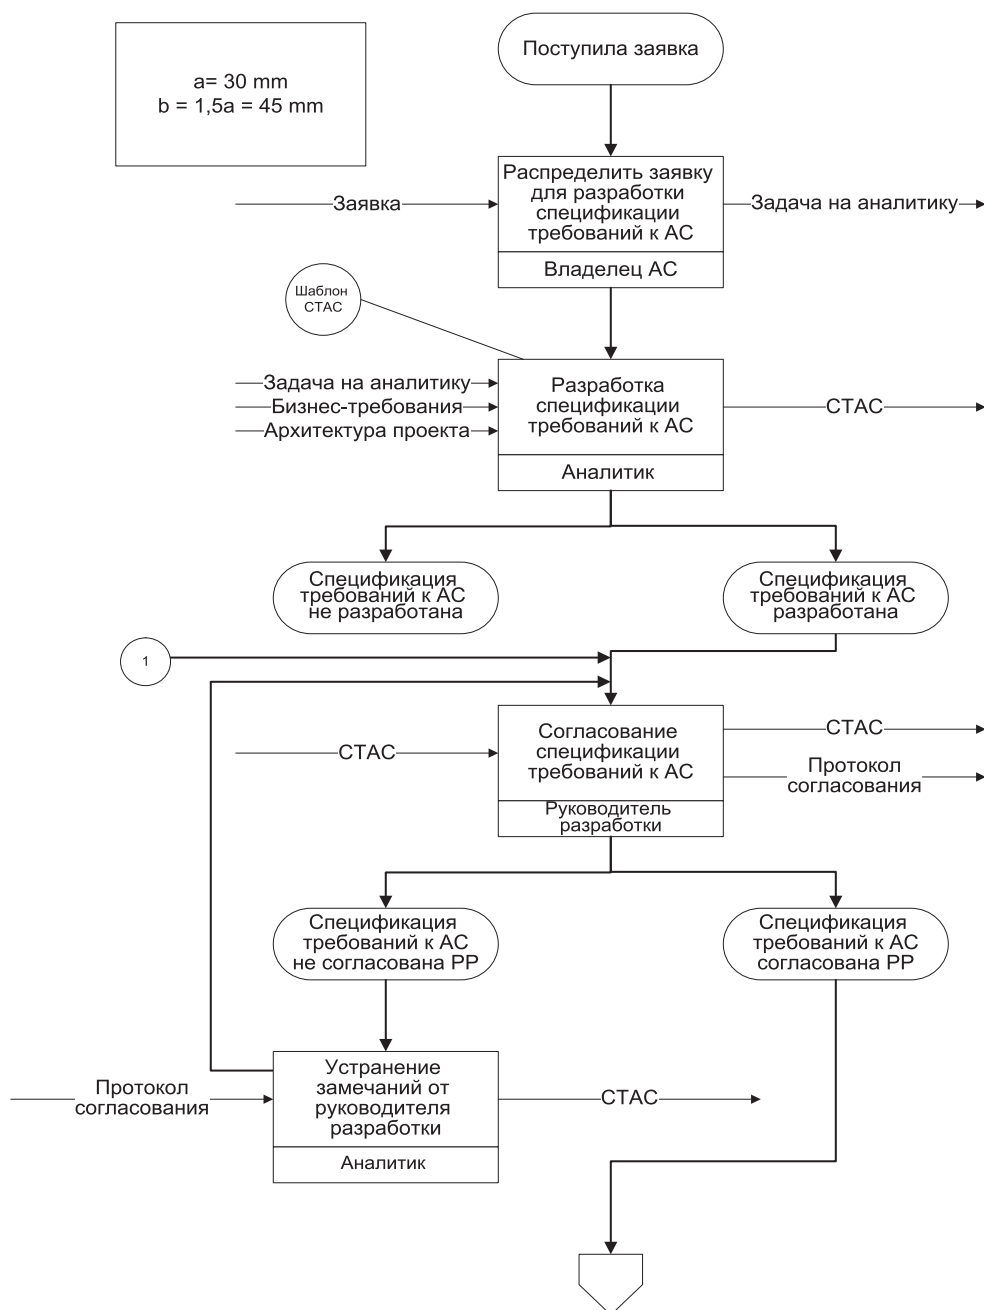 Поступила заявка
a= 30 mm
b = 1,5a = 45 mm
Распределить заявку
для разработки
спецификации
требований к АС
Заявка
Задача на аналитику
Владелец АС
Шаблон
СТАС
Задача на аналитику
Бизнес-требования
Архитектура проекта
Разработка
спецификации
требований к АС
СТАС
Аналитик
Спецификация
требований к АС
не разработана
Спецификация
требований к АС
разработана
1
Согласование
спецификации
требований к АС
СТАС
СТАС
Протокол
согласования
Руководитель
разработки
Спецификация
требований к АС
не согласована РР
Спецификация
требований к АС
согласована РР
Устранение
замечаний от
руководителя
разработки
Протокол
согласования
СТАС
Аналитик